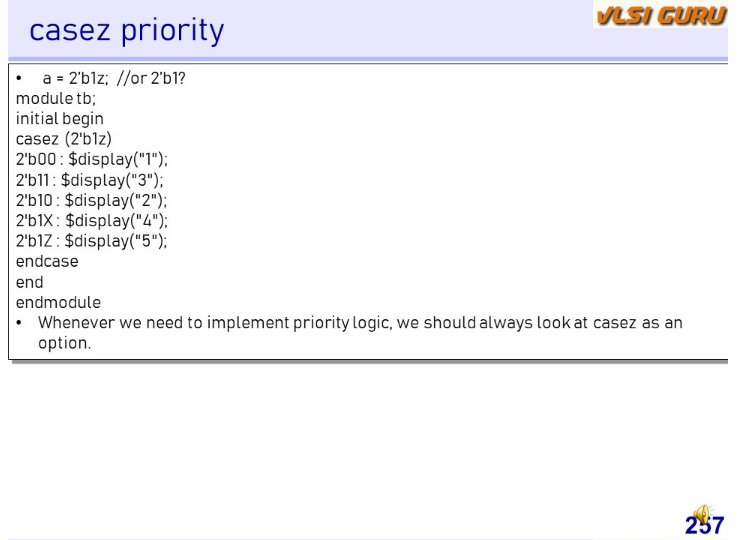 casez priority
VLSI GURU
• a = 2'b1z; //or 2'b1?
module tb;
initial begin
casez (2'b1z)
2'b00 : $display("1");
2'b11 : $display("3");
2'b10 : $display("2");
2'b1X : $display("4");
2'b1Z : $display("5");
endcase
end
endmodule
• Whenever we need to implement priority logic, we should always look at casez as an
option.
257